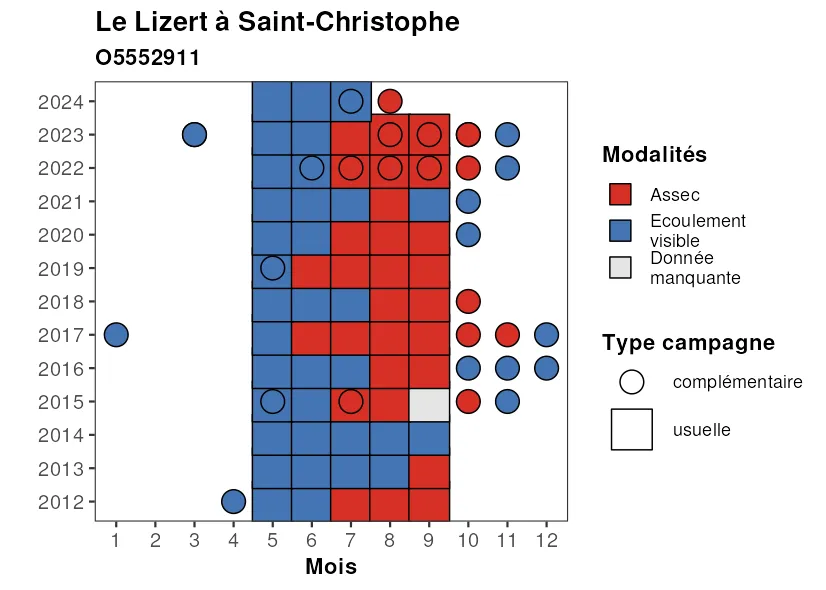 Le Lizert à Saint-Christophe
O5552911
2024
2023
2022
2021
2020
2019
2018
2017
2016
2015
2014
2013
2012
1 2 3 4 5 6 7 8 9 10 11 12
Mois
Modalités
Assec
Ecoulement
visible
Donnée
manquante
Type campagne
complémentaire
usuelle